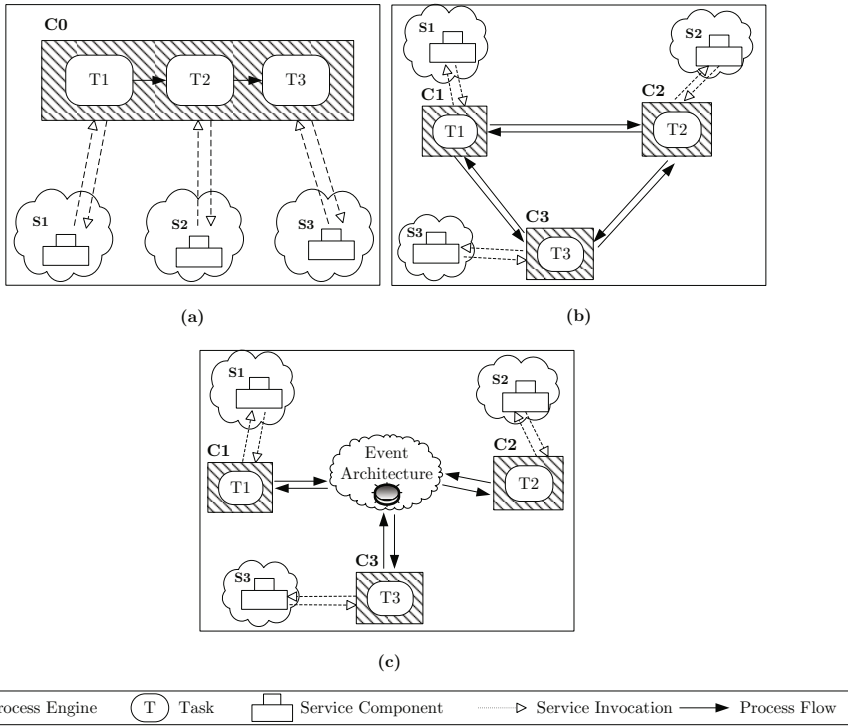 C0
T1
T2
T3
S1
S2
S3
(a)
S1
S2
C1
C2
T1
T2
C3
S3
T3
(b)
S1
S2
C1
C2
Event
Architecture
T1
T2
C3
S3
T3
(c)
rocess Engine T Task Service Component Service Invocation Process Flow